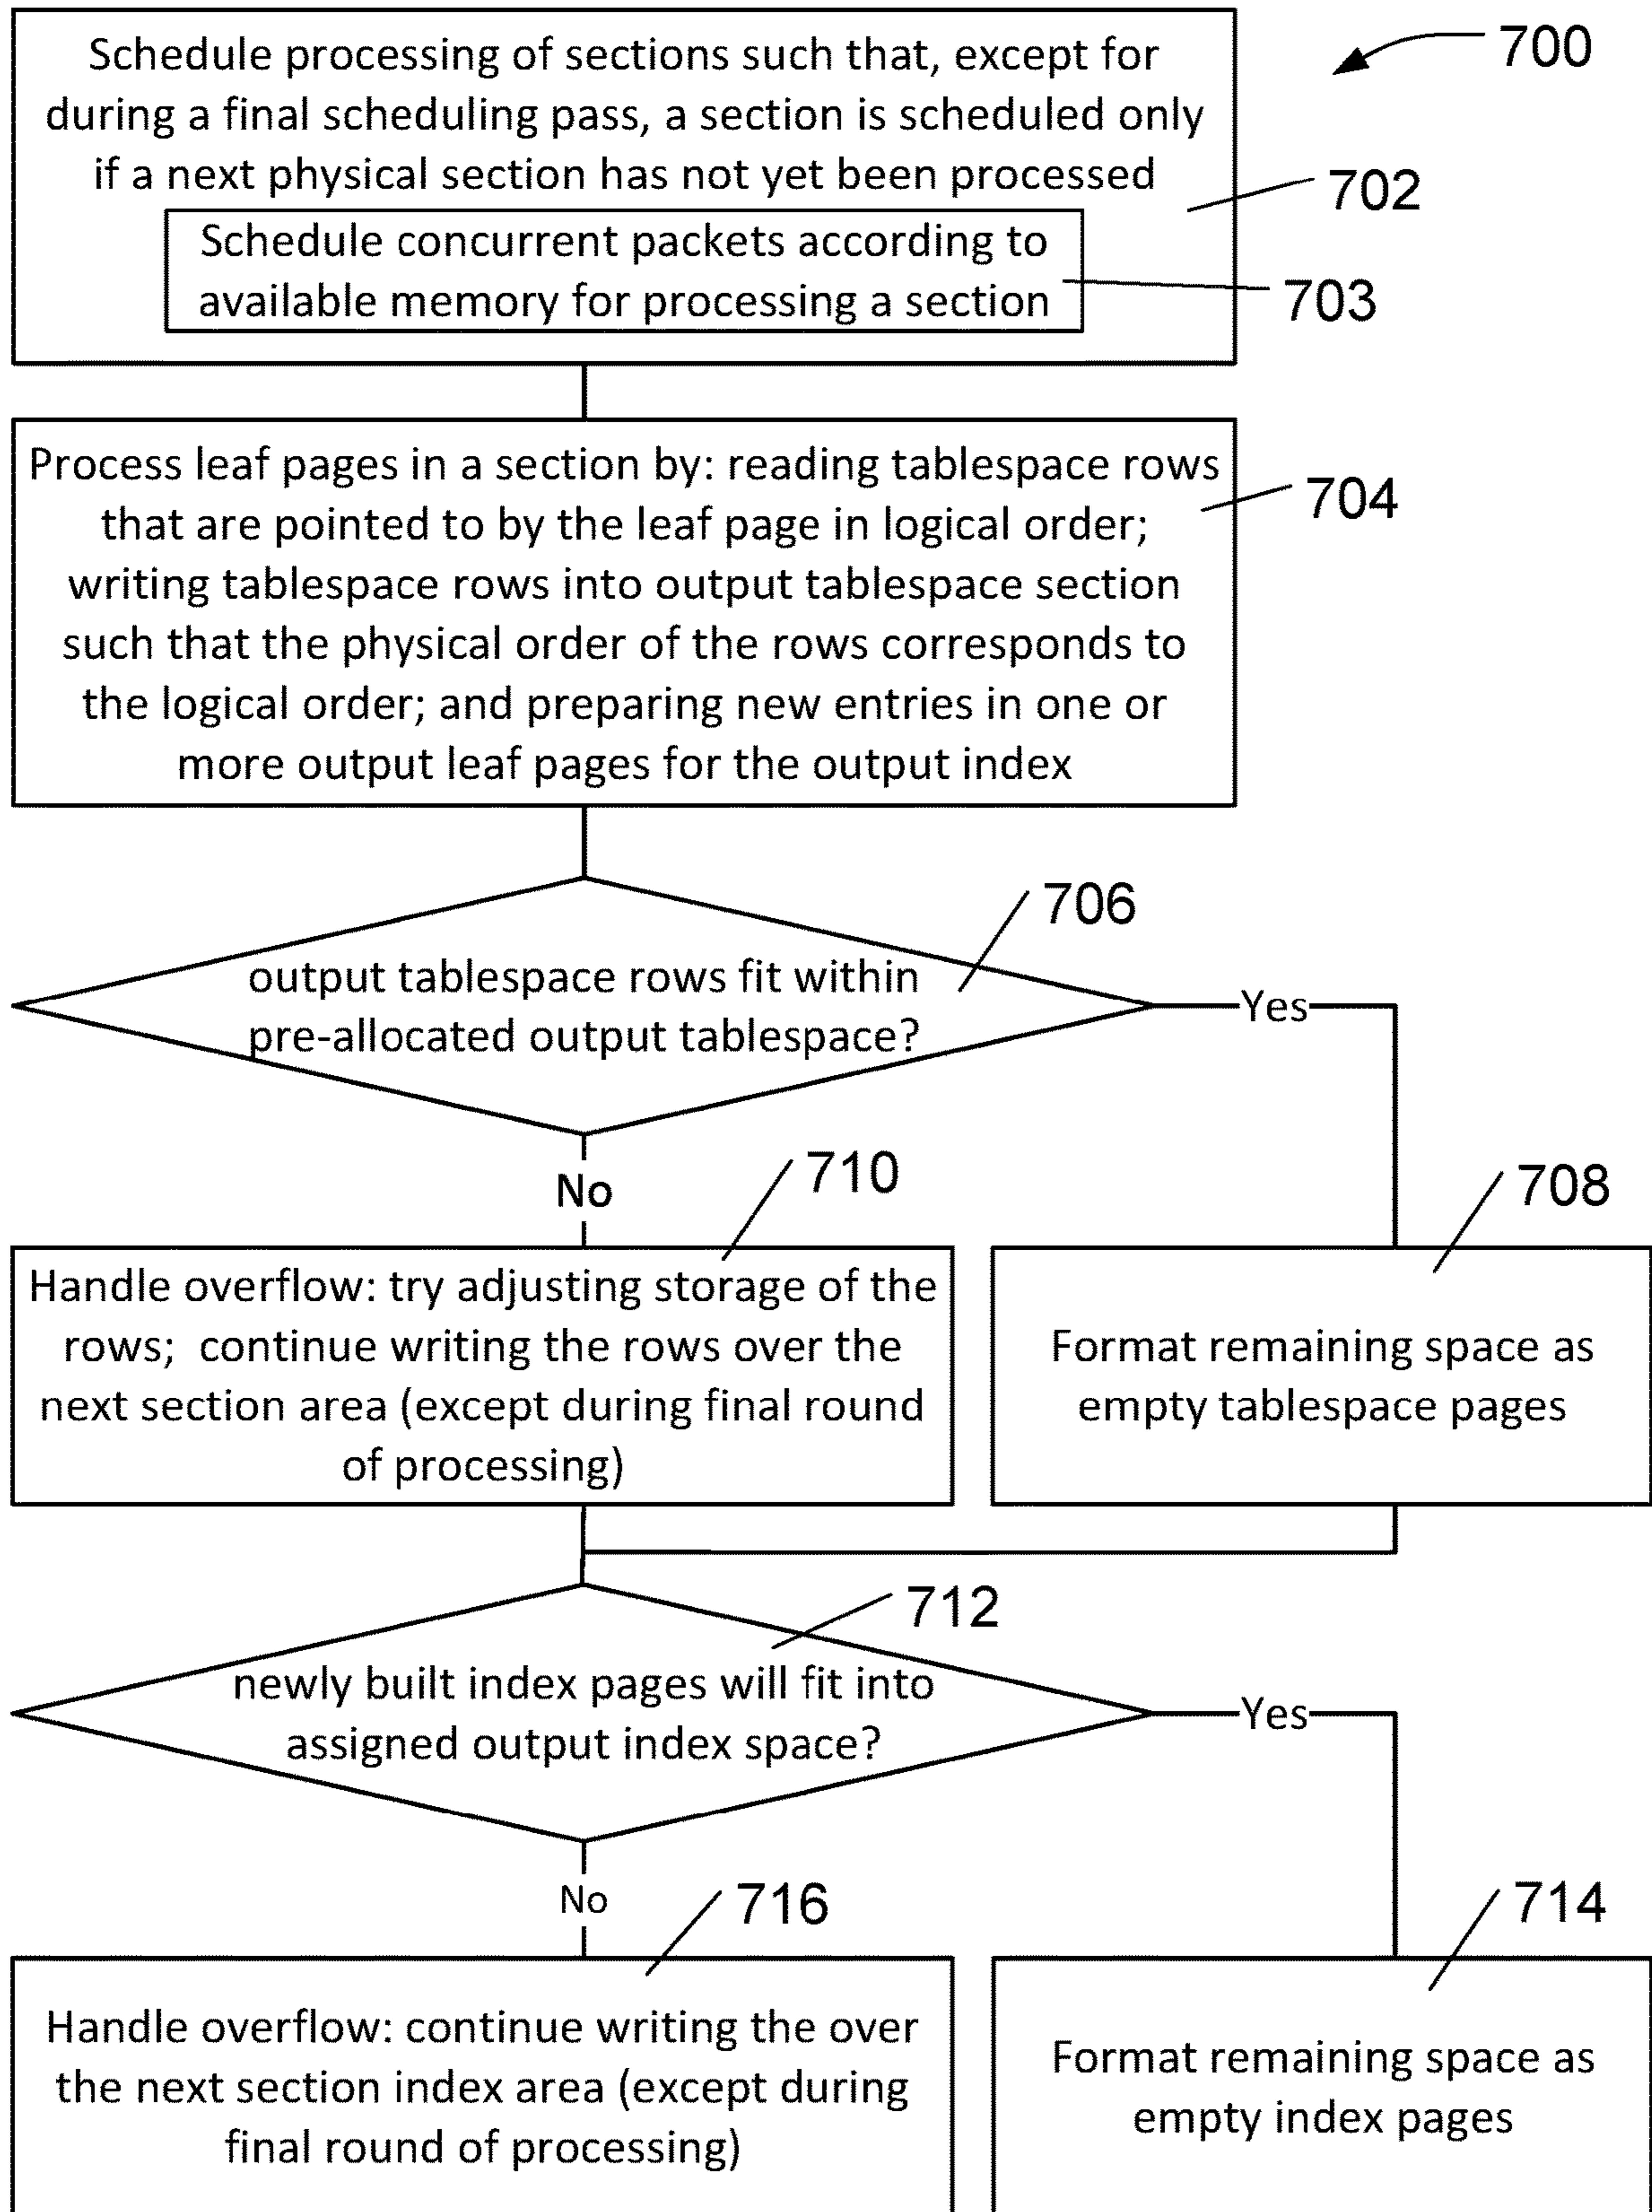 Schedule processing of sections such that, except for
during a final scheduling pass, a section is scheduled only
if a next physical section has not yet been processed
700
702
Schedule concurrent packets according to
available memory for processing a section
703
Process leaf pages in a section by: reading tablespace rows
that are pointed to by the leaf page in logical order;
writing tablespace rows into output tablespace section
such that the physical order of the rows corresponds to
the logical order; and preparing new entries in one or
more output leaf pages for the output index
704
706
output tablespace rows fit within
pre-allocated output tablespace?
Yes
No
710
708
Handle overflow: try adjusting storage of the
rows; continue writing the rows over the
next section area (except during final round
of processing)
Format remaining space as
empty tablespace pages
712
newly built index pages will fit into
assigned output index space?
Yes
No
716
714
Handle overflow: continue writing the over
the next section index area (except during
final round of processing)
Format remaining space as
empty index pages